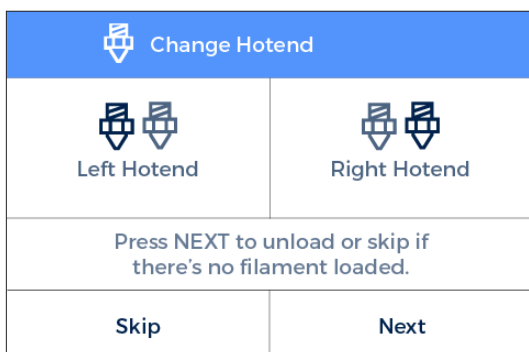 Change Hotend
Left Hotend
Right Hotend
Press NEXT to unload or skip if
there's no filament loaded.
Skip
Next